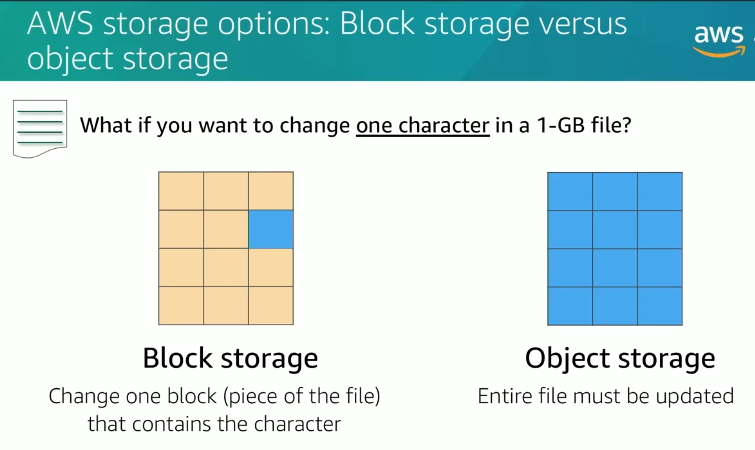 AWS storage options: Block storage versus
object storage
aws
What if you want to change one character in a 1-GB file?
Block storage
Change one block (piece of the file)
that contains the character
Object storage
Entire file must be updated